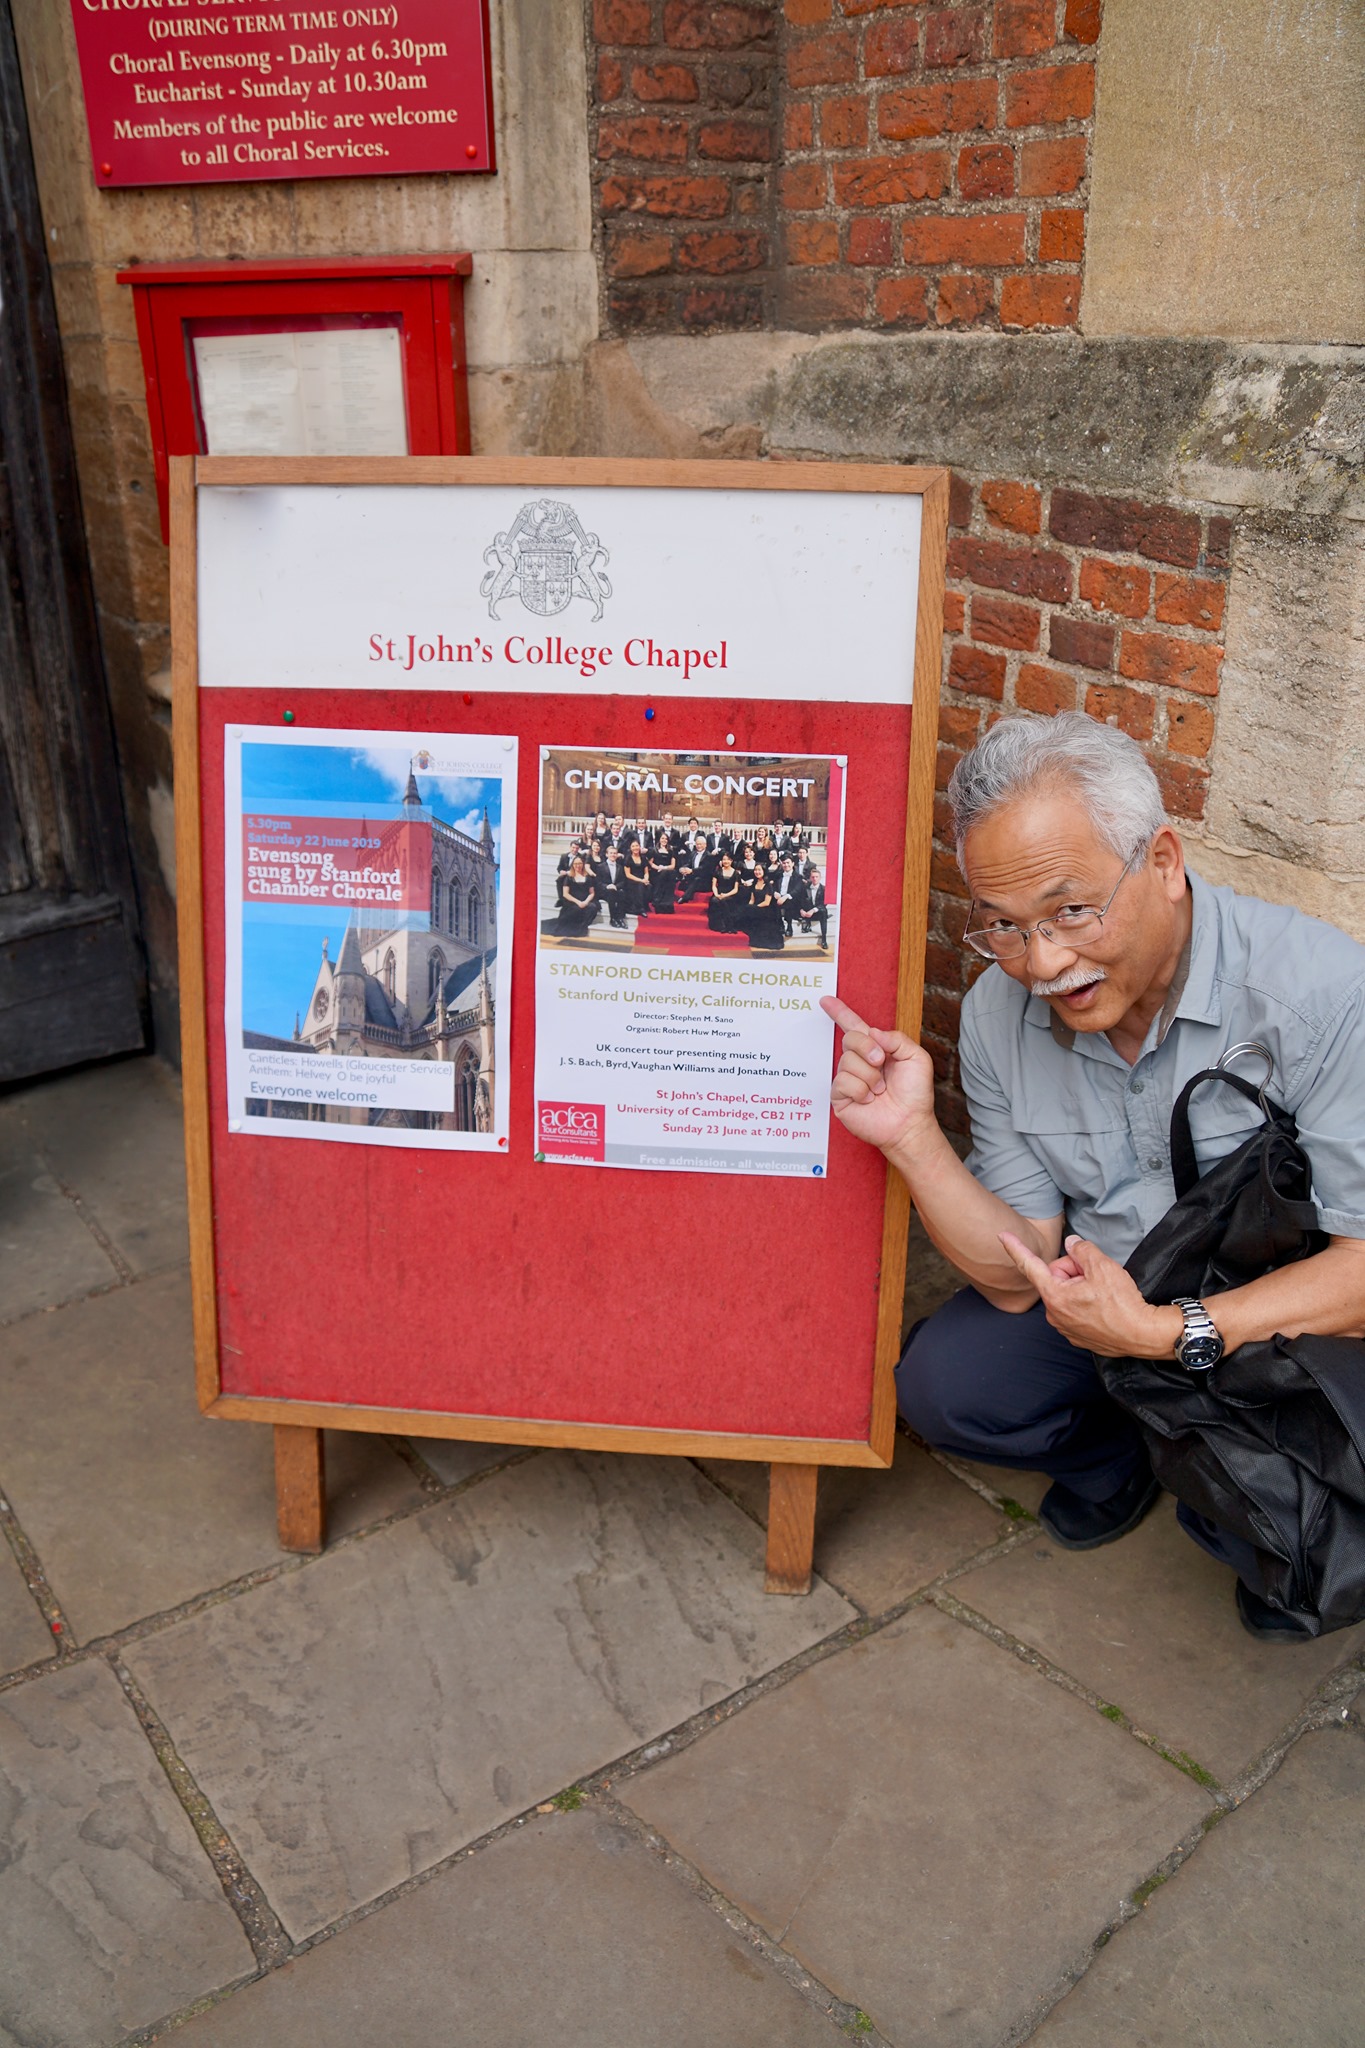 CHORAL
(DURING TERM TIME ONLY)
Choral Evensong - Daily at 6.30pm
Eucharist - Sunday at 10.30am
Members of the public are welcome
to all Choral Services.
St.John's College Chapel
ST JOHN'S COLLEGE
5.30pm
Saturday 22 June 2019
Evensong
sung by Stanford
Chamber Chorale
Canticles: Howells (Gloucester Service)
Anthem: Helvey O be joyful
Everyone welcome
CHORAL CONCERT
STANFORD CHAMBER CHORALE
Stanford University, California, USA
Director: Stephen M. Sano
Organist: Robert Huw Morgan
UK concert tour presenting music by
J. S. Bach, Byrd, Vaughan Williams and Jonathan Dove
St John's Chapel, Cambridge
University of Cambridge, CB2 1TP
Sunday 23 June at 7:00 pm
acfea
Tour Consultants
www.acfea.eu
Free admission - all welcome